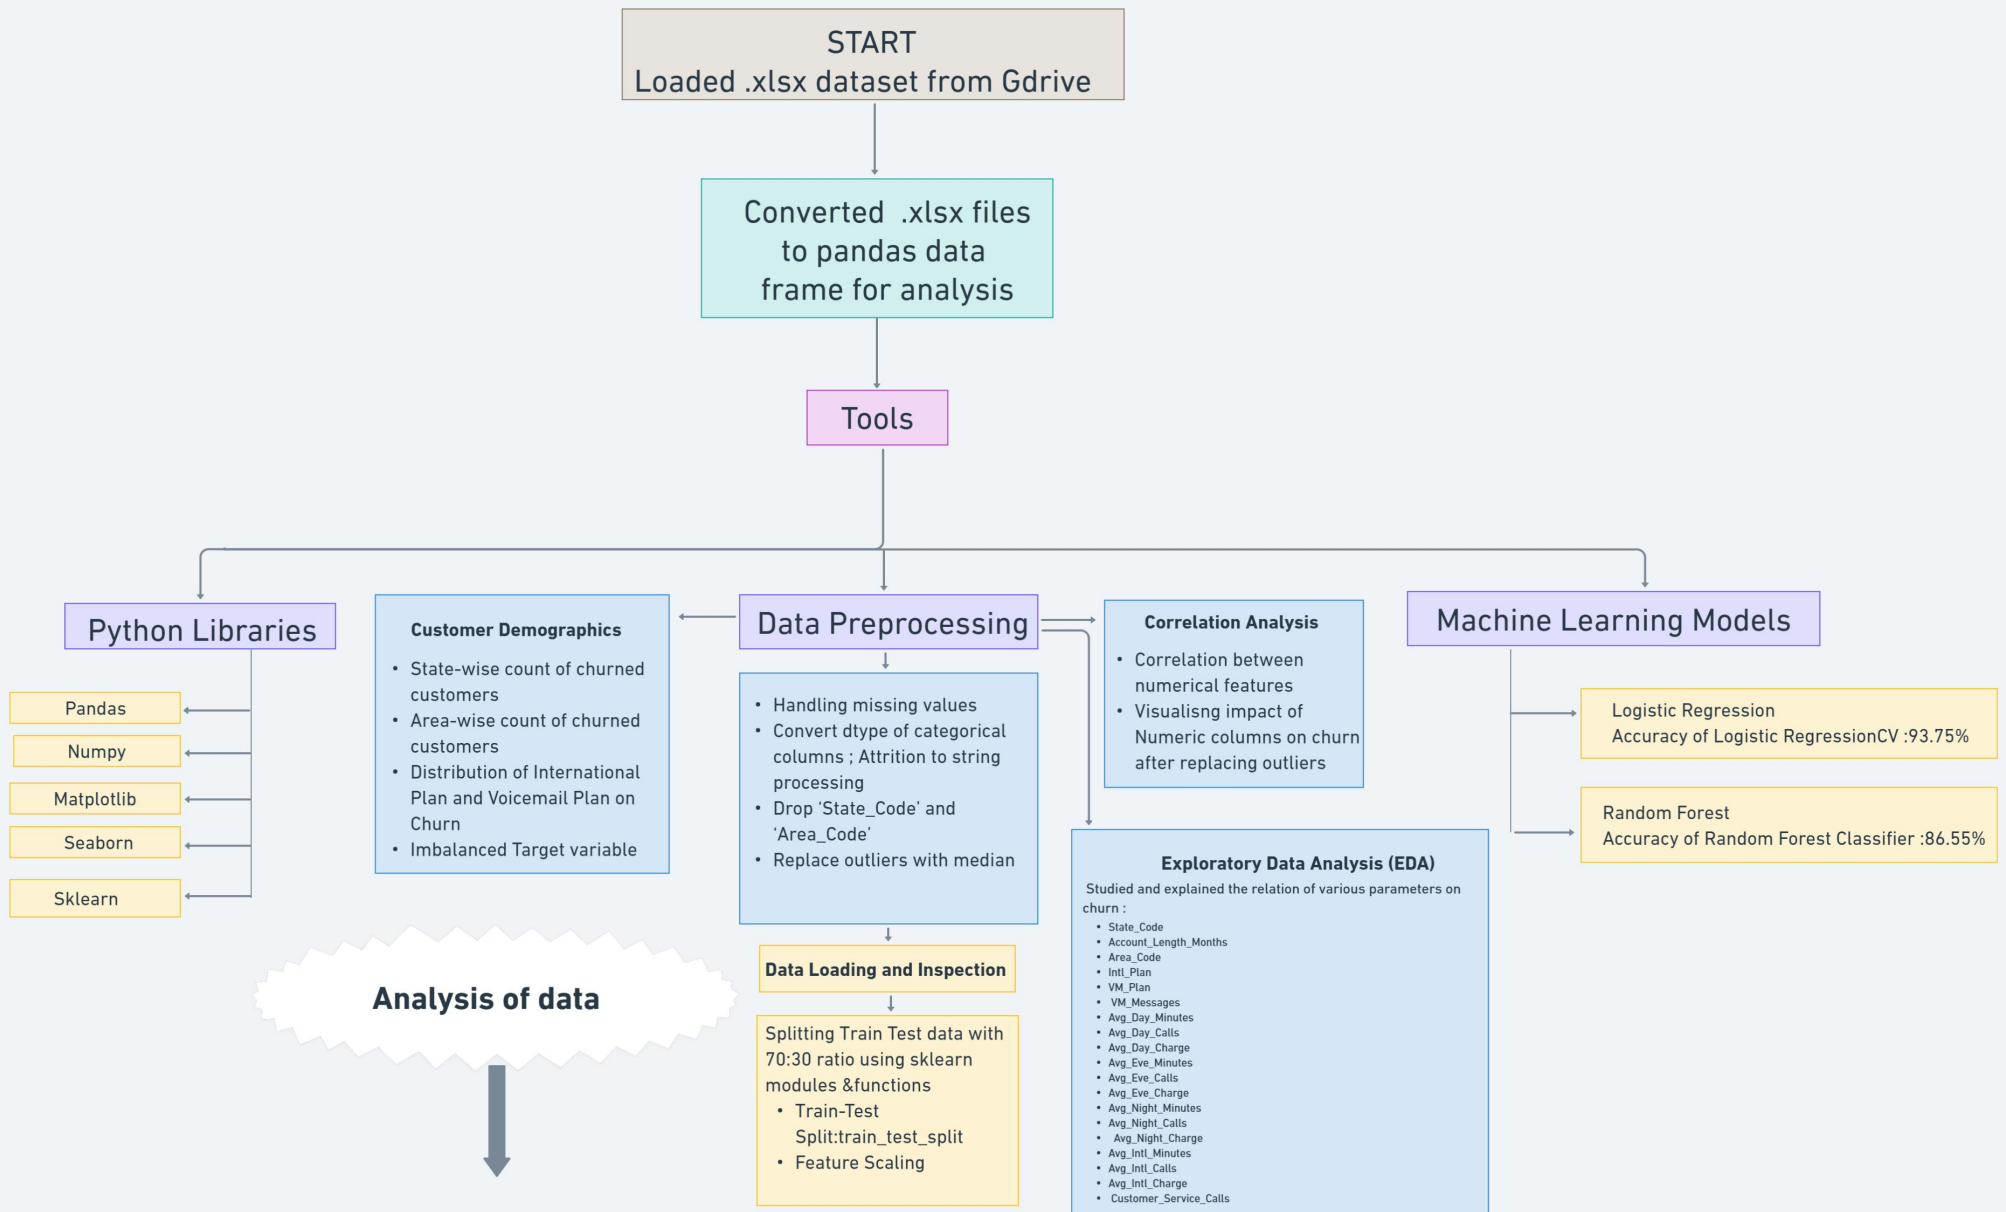 START
Loaded .xlsx dataset from Gdrive
Converted .xlsx files
to pandas data
frame for analysis
Tools
Python Libraries
Pandas
Numpy
Matplotlib
Seaborn
Sklearn
Customer Demographics
• State-wise count of churned
customers
• Area-wise count of churned
customers
• Distribution of International
Plan and Voicemail Plan on
Churn
• Imbalanced Target variable
Data Preprocessing
• Handling missing values
• Convert dtype of categorical
columns ; Attrition to string
processing
• Drop ‘State_Code’ and
‘Area_Code’
• Replace outliers with median
Data Loading and Inspection
Splitting Train Test data with
70:30 ratio using sklearn
modules &functions
• Train-Test
Split:train_test_split
• Feature Scaling
Correlation Analysis
• Correlation between
numerical features
• Visualisng impact of
Numeric columns on churn
after replacing outliers
Exploratory Data Analysis (EDA)
Studied and explained the relation of various parameters on
churn :
• State_Code
• Account_Length_Months
• Area_Code
• Intl_Plan
• VM_Plan
• VM_Messages
• Avg_Day_Minutes
• Avg_Day_Calls
• Avg_Day_Charge
• Avg_Eve_Minutes
• Avg_Eve_Calls
• Avg_Eve_Charge
• Avg_Night_Minutes
• Avg_Night_Calls
• Avg_Night_Charge
• Avg_Intl_Minutes
• Avg_Intl_Calls
• Avg_Intl_Charge
• Customer_Service_Calls
Machine Learning Models
Logistic Regression
Accuracy of Logistic RegressionCV :93.75%
Random Forest
Accuracy of Random Forest Classifier :86.55%
Analysis of data